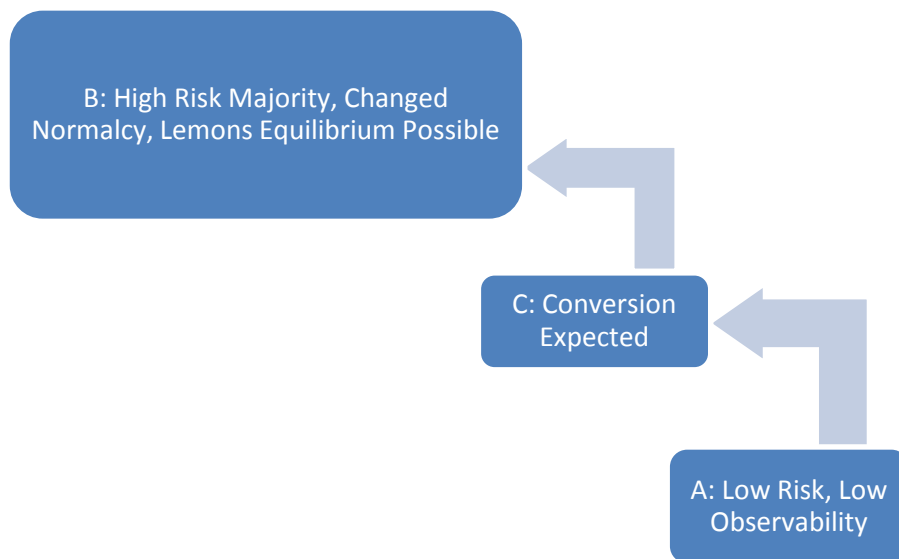 B: High Risk Majority, Changed
Normalcy, Lemons Equilibrium Possible
C: Conversion
Expected
A: Low Risk, Low
Observability